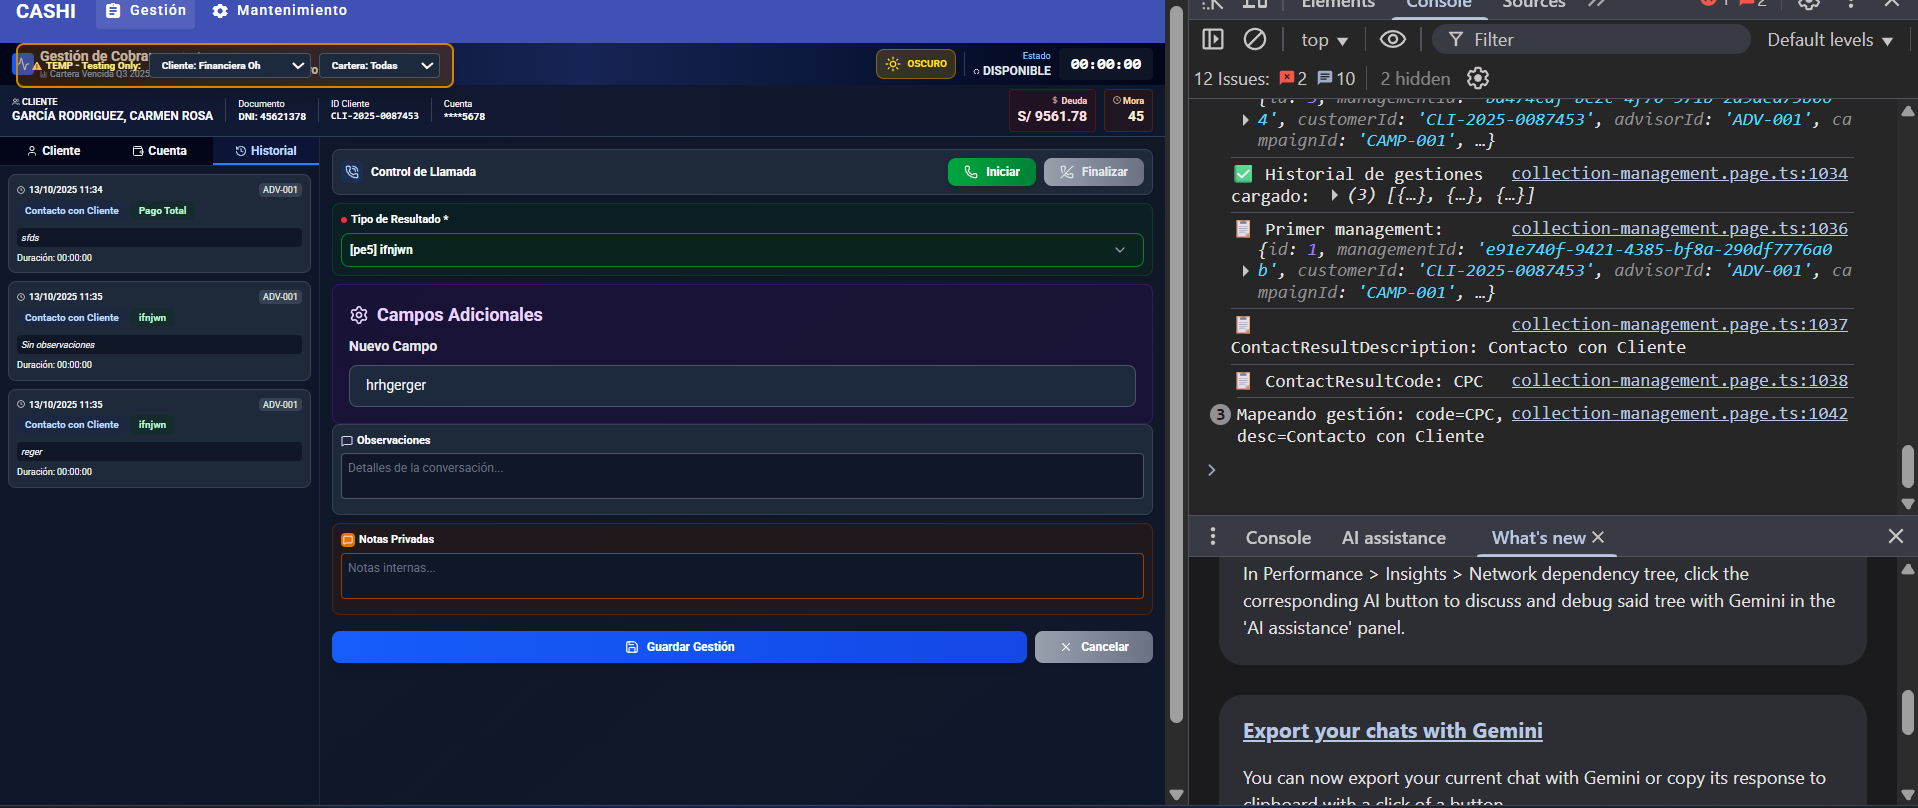 CASHI
Gestión
Mantenimiento
Gestión de Cobra
TEMP - Testing Only:
Cliente: Financiera Oh
Cartera: Todas
Cartera Vencida Q3 2025
OSCURO
Estado
DISPONIBLE
00:00:00
CLIENTE
GARCÍA RODRIGUEZ, CARMEN ROSA
Documento
DNI: 45621378
ID Cliente
CLI-2025-0087453
Cuenta
****5678
$ Deuda
S/ 9561.78
Mora
45
Cliente
Cuenta
Historial
13/10/2025 11:34
ADV-001
Contacto con Cliente
Pago Total
sfds
Duración: 00:00:00
13/10/2025 11:35
ADV-001
Contacto con Cliente
ifnjwn
Sin observaciones
Duración: 00:00:00
13/10/2025 11:35
ADV-001
Contacto con Cliente
ifnjwn
reger
Duración: 00:00:00
Control de Llamada
Iniciar
Finalizar
Tipo de Resultado *
[pe5] ifnjwn
Campos Adicionales
Nuevo Campo
hrhgerger
Observaciones
Detalles de la conversación...
Notas Privadas
Notas internas...
Guardar Gestión
Cancelar
Elements
Console
Sources
1
2
top
Filter
Default levels
12 Issues:
2
10
2 hidden
4', customerId: 'CLI-2025-0087453', advisorId: 'ADV-001', ca
mpaignId: 'CAMP-001', …}
Historial de gestiones collection-management.page.ts:1034
cargado: (3) [{…}, {…}, {…}]
Primer management: collection-management.page.ts:1036
{id: 1, managementId: 'e91e740f-9421-4385-bf8a-290df7776a0
b', customerId: 'CLI-2025-0087453', advisorId: 'ADV-001', ca
mpaignId: 'CAMP-001', …}
collection-management.page.ts:1037
ContactResultDescription: Contacto con Cliente
ContactResultCode: CPC collection-management.page.ts:1038
3 Mapeando gestión: code=CPC, collection-management.page.ts:1042
desc=Contacto con Cliente
Console
AI assistance
What's new
In Performance > Insights > Network dependency tree, click the
corresponding AI button to discuss and debug said tree with Gemini in the
'AI assistance' panel.
Export your chats with Gemini
You can now export your current chat with Gemini or copy its response to
clipboard with a click of a button.